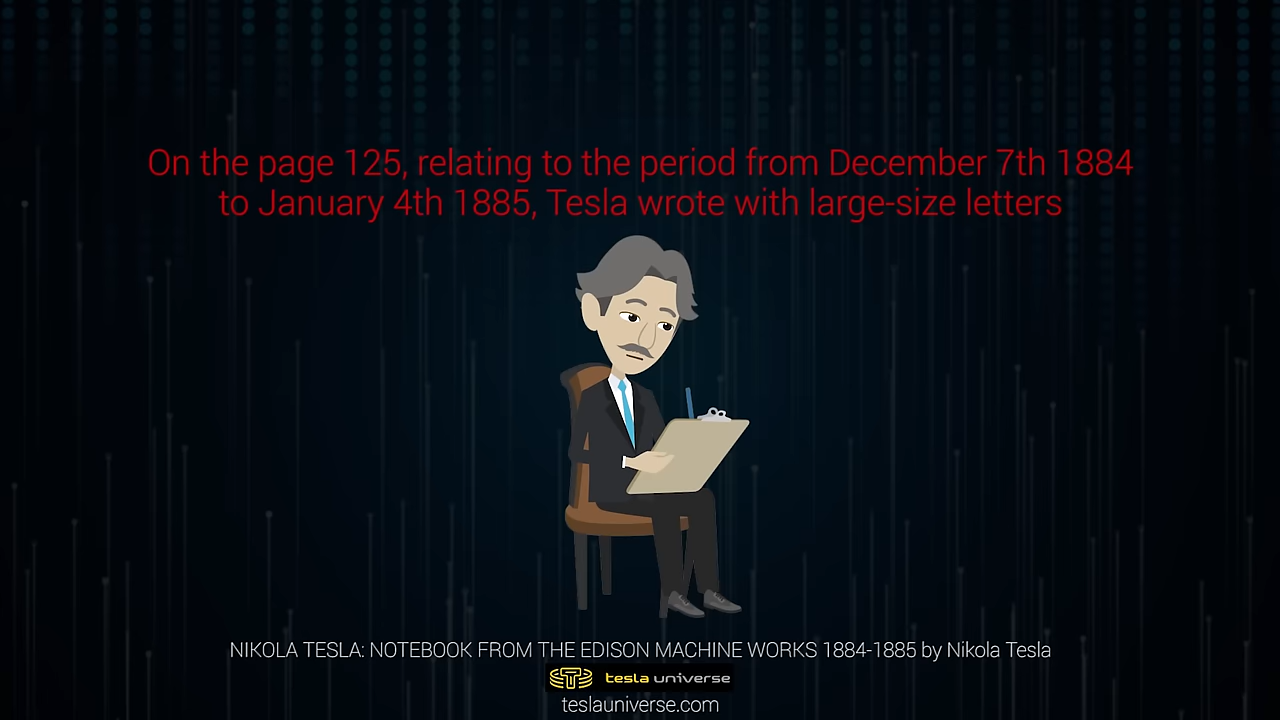 On the page 125, relating to the period from December 7th 1884
to January 4th 1885, Tesla wrote with large-size letters
NIKOLA TESLA: NOTEBOOK FROM THE EDISON MACHINE WORKS 1884-1885 by Nikola Tesla
tesla universe
teslauniverse.com